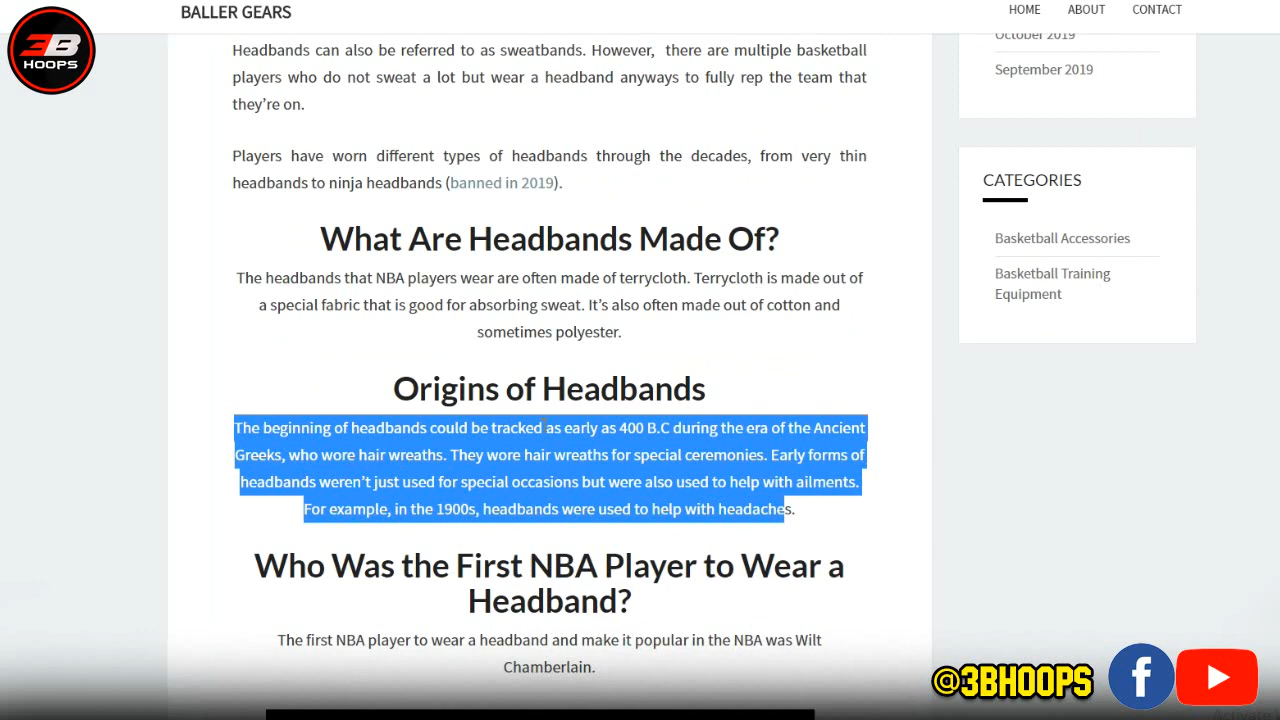 BALLER GEARS
HOME ABOUT CONTACT
3B
HOOPS
October 2019
September 2019
Headbands can also be referred to as sweatbands. However, there are multiple basketball
players who do not sweat a lot but wear a headband anyways to fully rep the team that
they’re on.
Players have worn different types of headbands through the decades, from very thin
headbands to ninja headbands (banned in 2019).
CATEGORIES
Basketball Accessories
Basketball Training
Equipment
What Are Headbands Made Of?
The headbands that NBA players wear are often made of terrycloth. Terrycloth is made out of
a special fabric that is good for absorbing sweat. It’s also often made out of cotton and
sometimes polyester.
Origins of Headbands
The beginning of headbands could be tracked as early as 400 B.C during the era of the Ancient
Greeks, who wore hair wreaths. They wore hair wreaths for special ceremonies. Early forms of
headbands weren’t just used for special occasions but were also used to help with ailments.
For example, in the 1900s, headbands were used to help with headaches.
Who Was the First NBA Player to Wear a
Headband?
The first NBA player to wear a headband and make it popular in the NBA was Wilt
Chamberlain.
@3BHOOPS